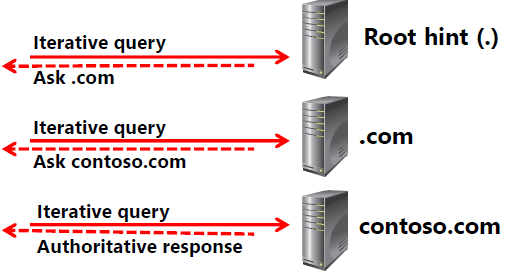 Iterative query
Root hint (.)
Ask .com
Iterative query
.com
Ask contoso.com
Iterative query
contoso.com
Authoritative response